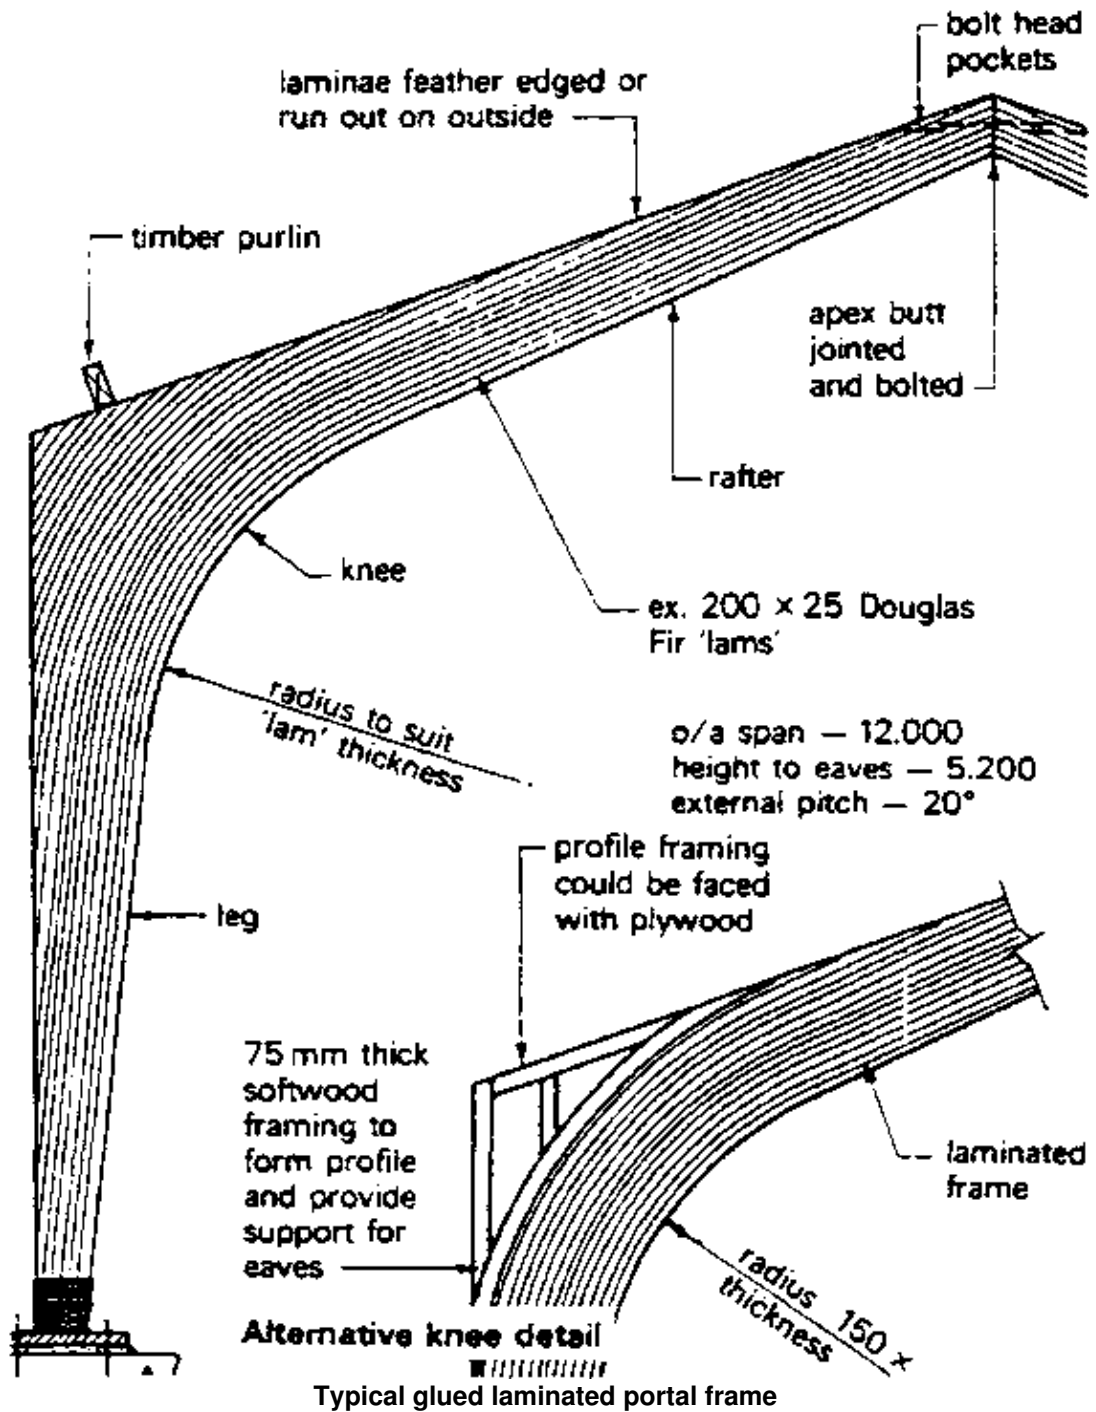 bolt head
pockets
laminae feather edged or
run out on outside
timber purlin
apex butt
jointed
and bolted
rafter
knee
ex. 200 × 25 Douglas
Fir 'lams'
radius to suit
'lam' thickness
o/a span — 12.000
height to eaves — 5.200
external pitch — 20°
profile framing
could be faced
with plywood
leg
75 mm thick
softwood
framing to
form profile
and provide
support for
eaves
laminated
frame
radius 150 ×
thickness
Alternative knee detail
Typical glued laminated portal frame